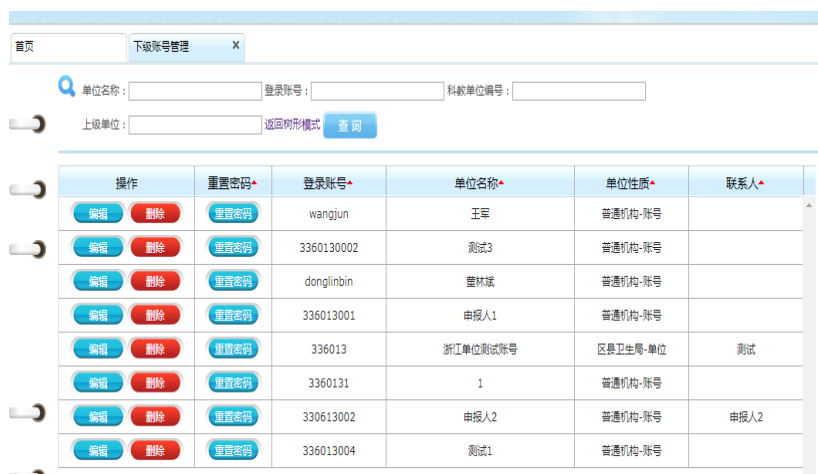 首页 下级账号管理 X
单位名称： 登录账号： 科教单位编号：
上级单位： 返回树形模式 查询
操作 重置密码 登录账号 单位名称 单位性质 联系人
编辑 删除 重置密码 wangjun 王军 普通机构-账号
编辑 删除 重置密码 3360130002 测试3 普通机构-账号
编辑 删除 重置密码 donglinbin 董林斌 普通机构-账号
编辑 删除 重置密码 336013001 申报人1 普通机构-账号
编辑 删除 重置密码 336013 浙江单位测试账号 区县卫生局-单位 测试
编辑 删除 重置密码 3360131 1 普通机构-账号
编辑 删除 重置密码 330613002 申报人2 普通机构-账号 申报人2
编辑 删除 重置密码 336013004 测试1 普通机构-账号